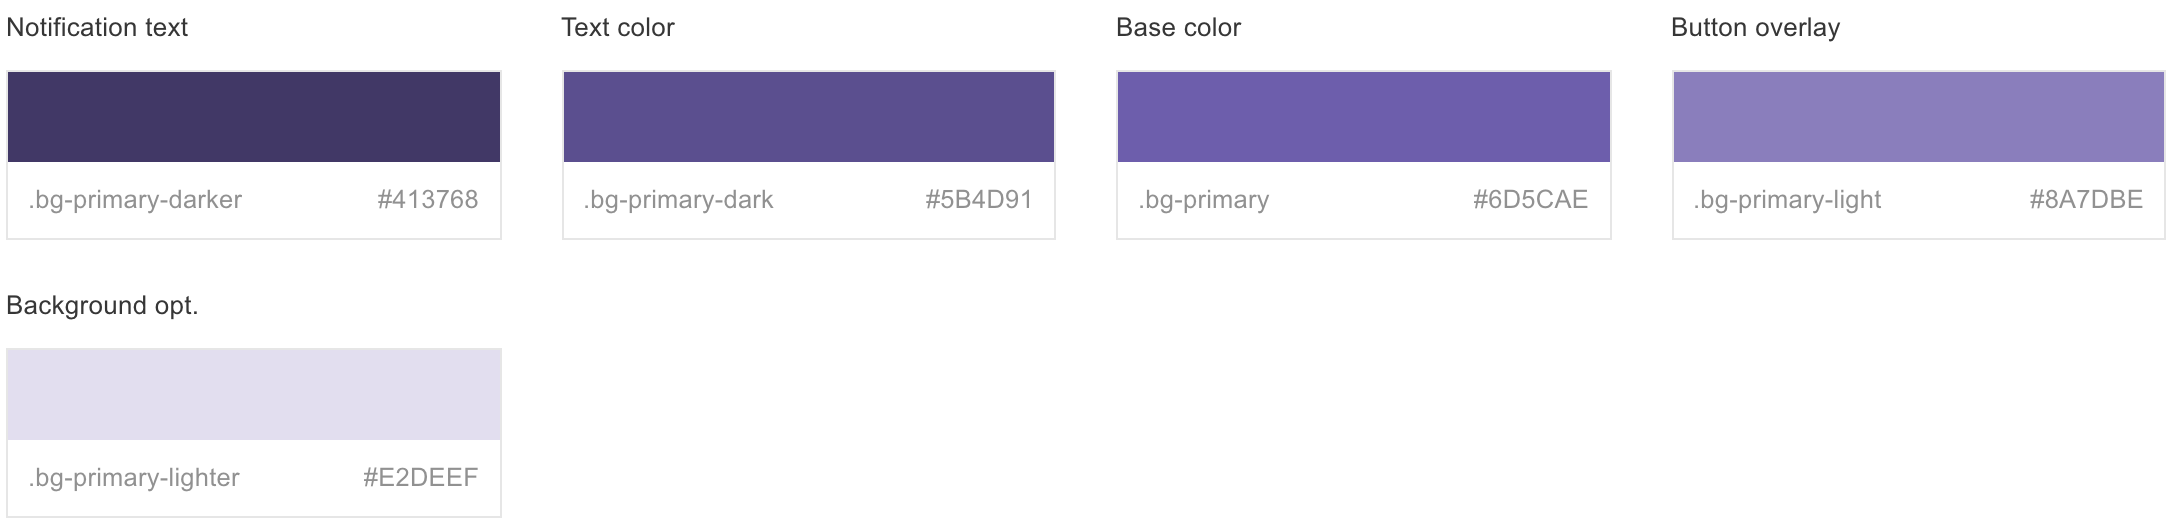 Notification text
Text color
Base color
Button overlay
.bg-primary-darker #413768
.bg-primary-dark #5B4D91
.bg-primary #6D5CAE
.bg-primary-light #8A7DBE
Background opt.
.bg-primary-lighter #E2DEEF